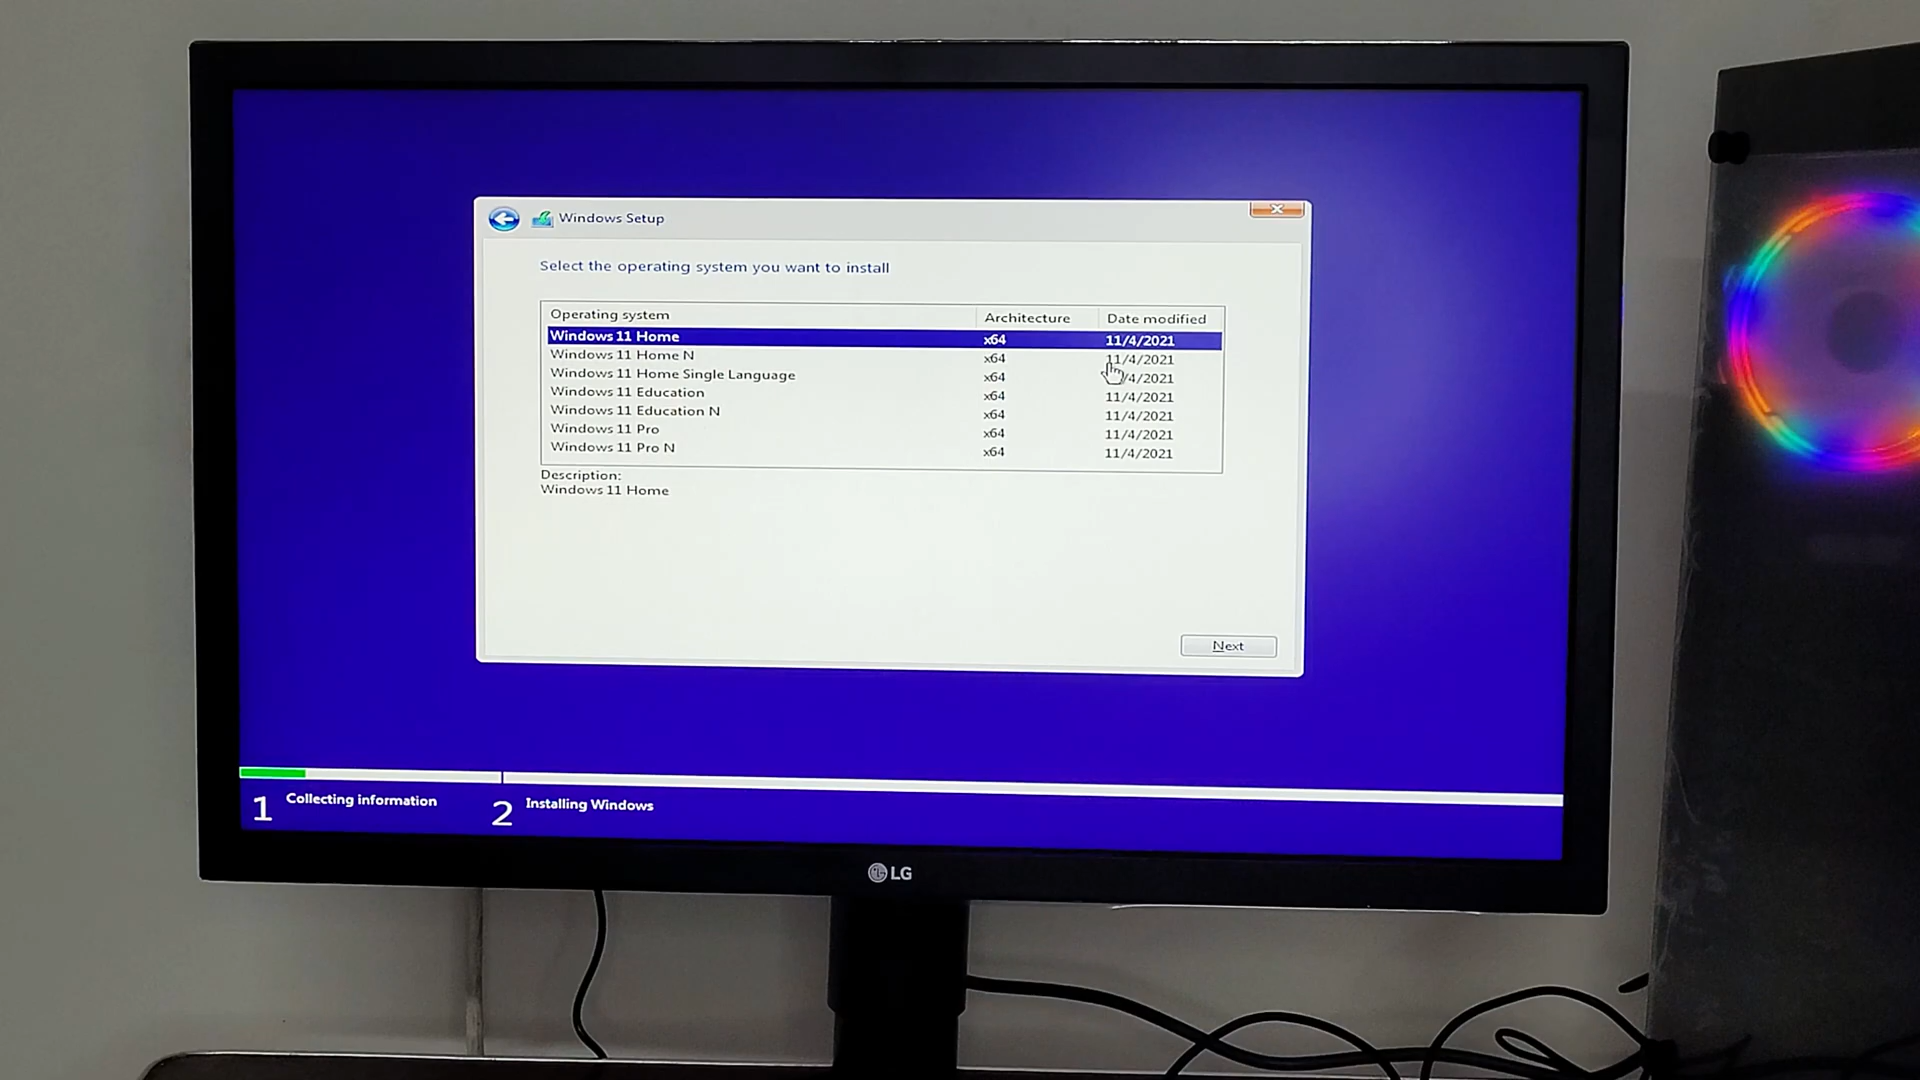 Windows Setup
Select the operating system you want to install
Operating system Architecture Date modified
Windows 11 Home x64 11/4/2021
Windows 11 Home N x64 11/4/2021
Windows 11 Home Single Language x64 /4/2021
Windows 11 Education x64 11/4/2021
Windows 11 Education N x64 11/4/2021
Windows 11 Pro x64 11/4/2021
Windows 11 Pro N x64 11/4/2021
Description:
Windows 11 Home
Next
1 Collecting information 2 Installing Windows
LG